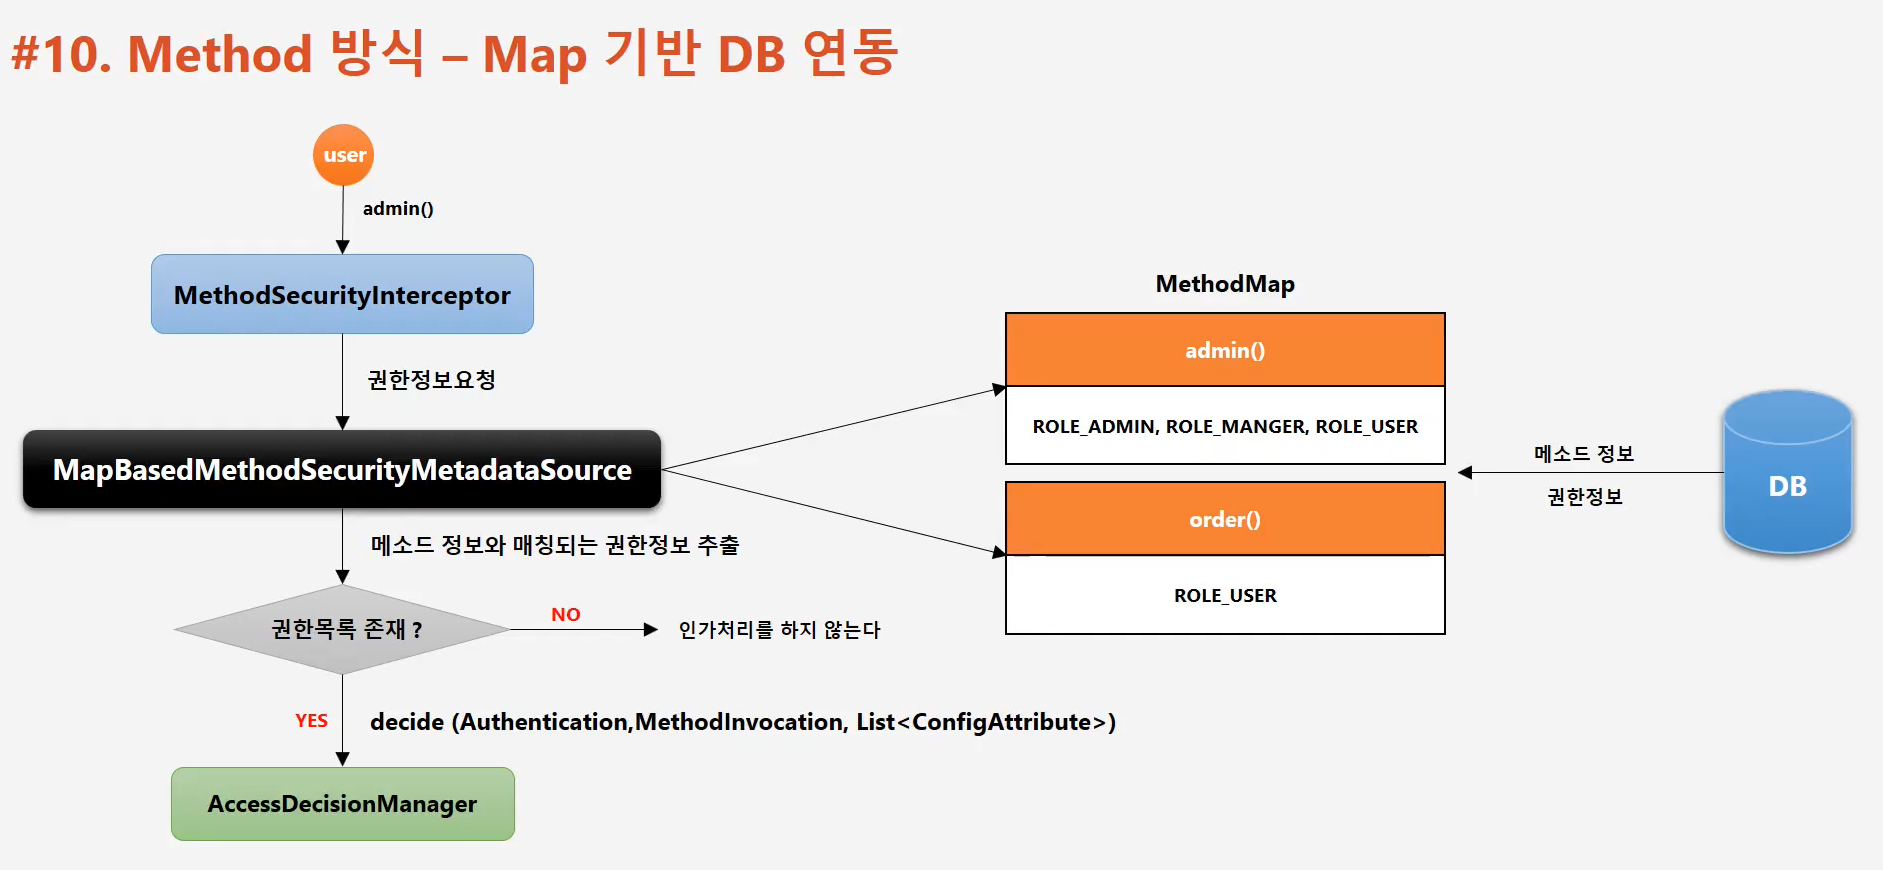 #10. Method 방식 – Map 기반 DB 연동
user
admin()
MethodSecurityInterceptor
권한정보요청
MapBasedMethodSecurityMetadataSource
메소드 정보와 매칭되는 권한정보 추출
권한목록 존재 ?
NO
인가처리를 하지 않는다
YES
decide (Authentication,MethodInvocation, List<ConfigAttribute>)
AccessDecisionManager
MethodMap
admin()
ROLE_ADMIN, ROLE_MANGER, ROLE_USER
order()
ROLE_USER
메소드 정보
권한정보
DB